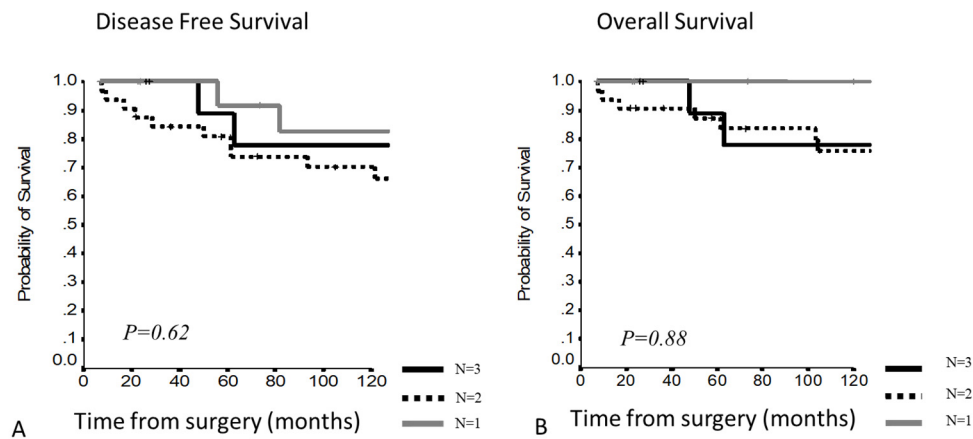 Disease Free Survival
Probability of Survival
1.0
.9
.8
.7
.6
.5
.4
.3
.2
.1
0.0
P=0.62
0 20 40 60 80 100 120
Time from surgery (months)
N=3
N=2
N=1
A
Overall Survival
Probability of Survival
1.0
.9
.8
.7
.6
.5
.4
.3
.2
.1
0.0
P=0.88
0 20 40 60 80 100 120
Time from surgery (months)
N=3
N=2
N=1
B